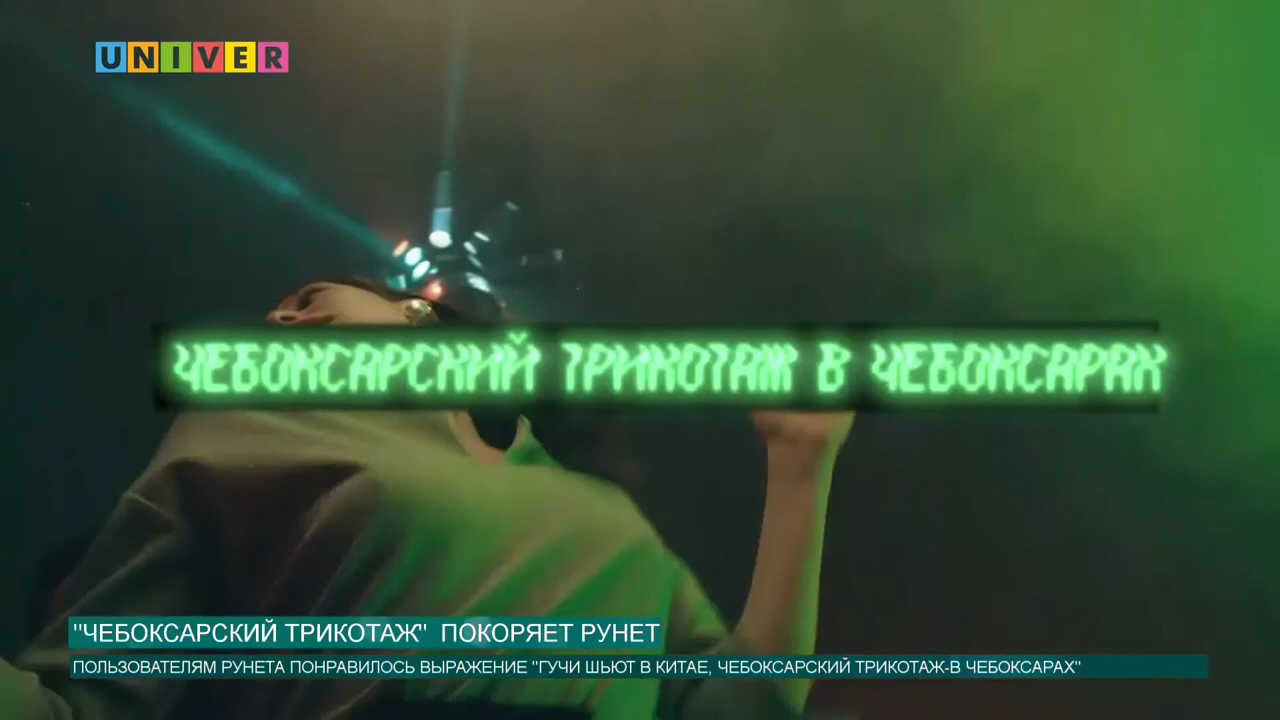 UNIVER
ЧЕБОКСАРСКИЙ ТРИКОТАЖ В ЧЕБОКСАРАХ
"ЧЕБОКСАРСКИЙ ТРИКОТАЖ" ПОКОРЯЕТ РУНЕТ
ПОЛЬЗОВАТЕЛЯМ РУНЕТА ПОНРАВИЛОСЬ ВЫРАЖЕНИЕ "ГУЧИ ШЬЮТ В КИТАЕ, ЧЕБОКСАРСКИЙ ТРИКОТАЖ-В ЧЕБОКСАРАХ"